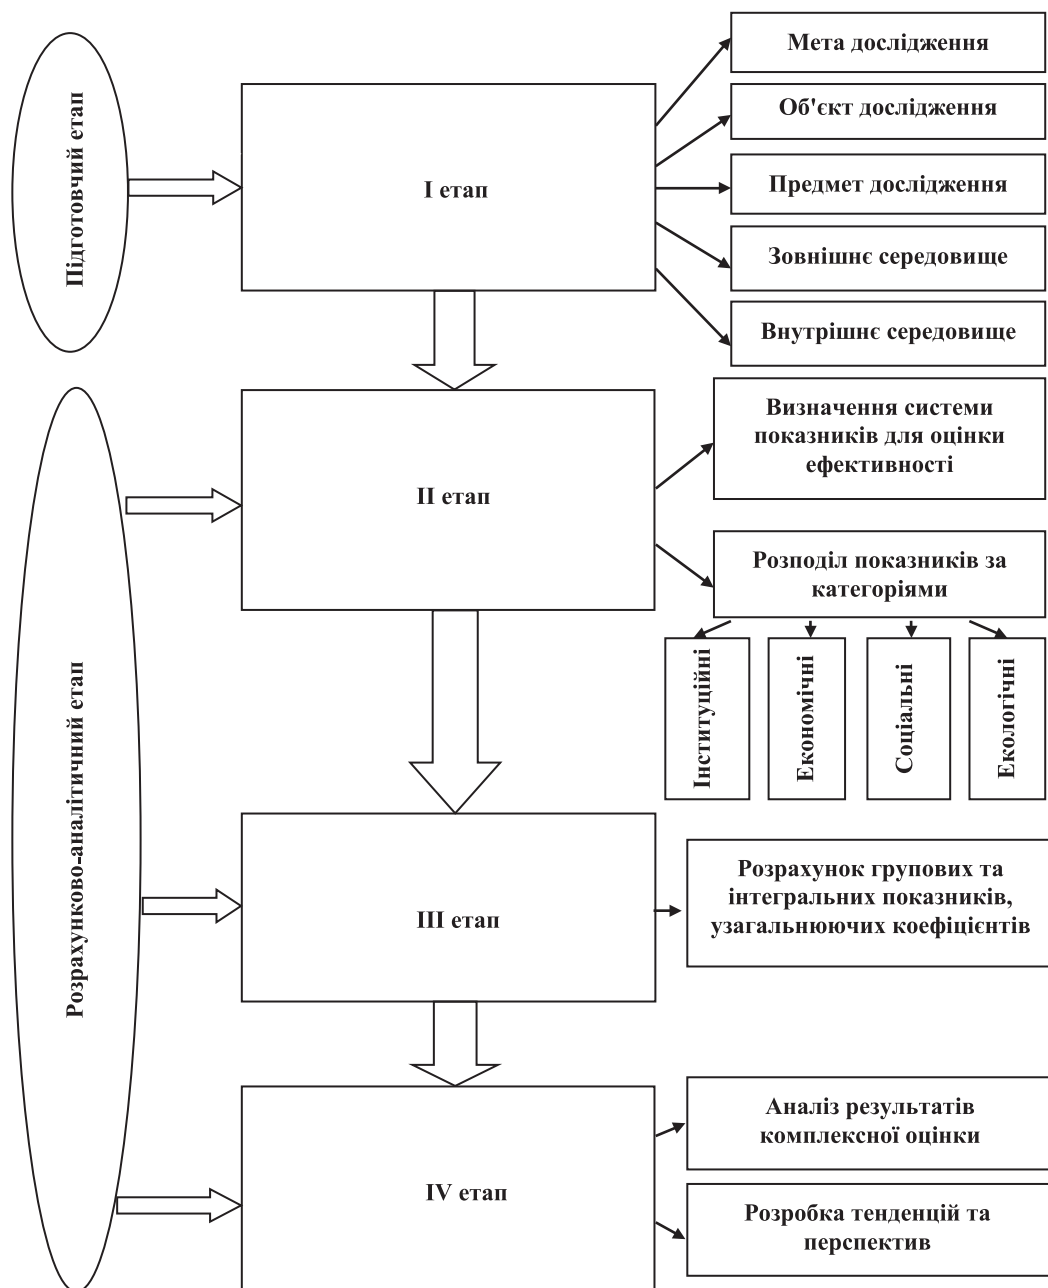 Підготовчий етап
I етап
Мета дослідження
Об'єкт дослідження
Предмет дослідження
Зовнішнє середовище
Внутрішнє середовище
Розрахунково-аналітичний етап
II етап
Визначення системи
показників для оцінки
ефективності
Розподіл показників за
категоріями
Інституційні
Економічні
Соціальні
Екологічні
III етап
Розрахунок групових та
інтегральних показників,
узагальнюючих коефіцієнтів
IV етап
Аналіз результатів
комплексної оцінки
Розробка тенденцій та
перспектив